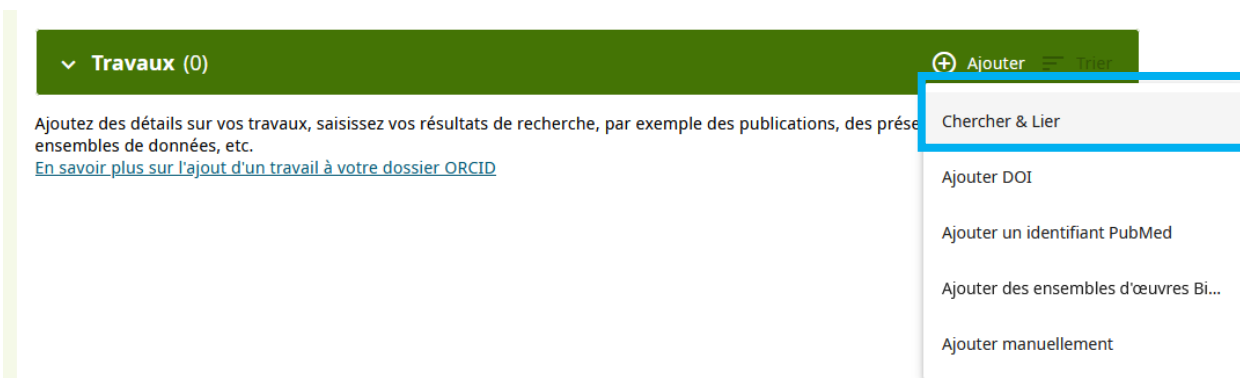 Travaux (0)
Ajouter
Trier
Ajoutez des détails sur vos travaux, saisissez vos résultats de recherche, par exemple des publications, des prése
ensembles de données, etc.
En savoir plus sur l'ajout d'un travail à votre dossier ORCID
Chercher & Lier
Ajouter DOI
Ajouter un identifiant PubMed
Ajouter des ensembles d'œuvres Bi...
Ajouter manuellement